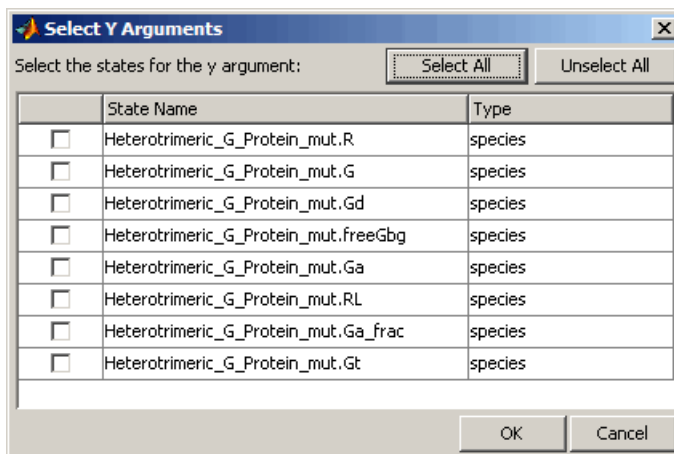 Select Y Arguments
Select the states for the y argument: Select All Unselect All
State Name Type
Heterotrimeric_G_Protein_mut.R species
Heterotrimeric_G_Protein_mut.G species
Heterotrimeric_G_Protein_mut.Gd species
Heterotrimeric_G_Protein_mut.freeGbg species
Heterotrimeric_G_Protein_mut.Ga species
Heterotrimeric_G_Protein_mut.RL species
Heterotrimeric_G_Protein_mut.Ga_frac species
Heterotrimeric_G_Protein_mut.Gt species
OK Cancel